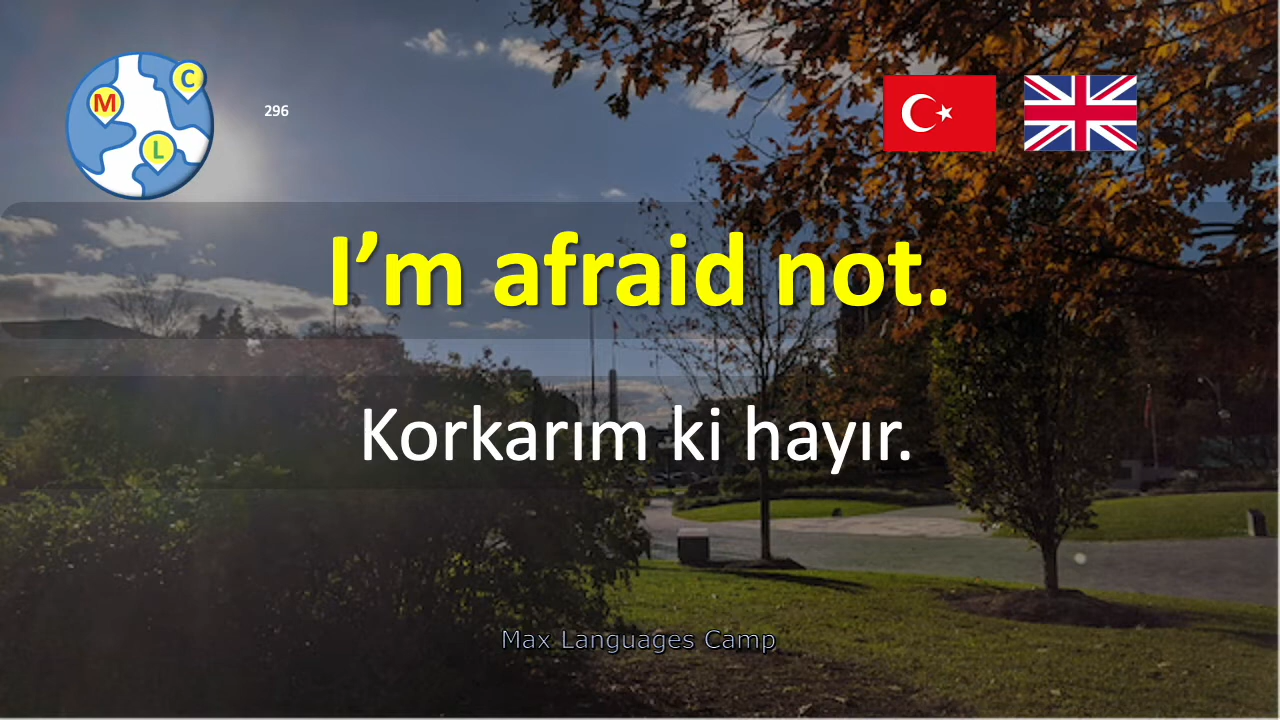 C
M
L
296
I’m afraid not.
Korkarım ki hayır.
Max Languages Camp